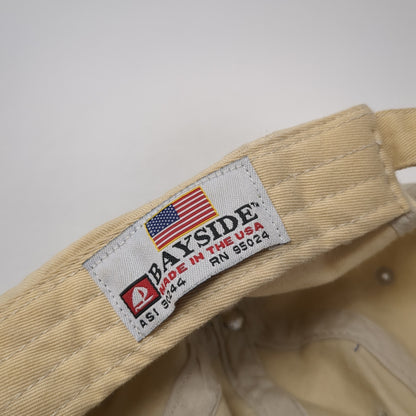 BAYSIDE™
MADE IN THE USA
ASI 38244 RN 95024